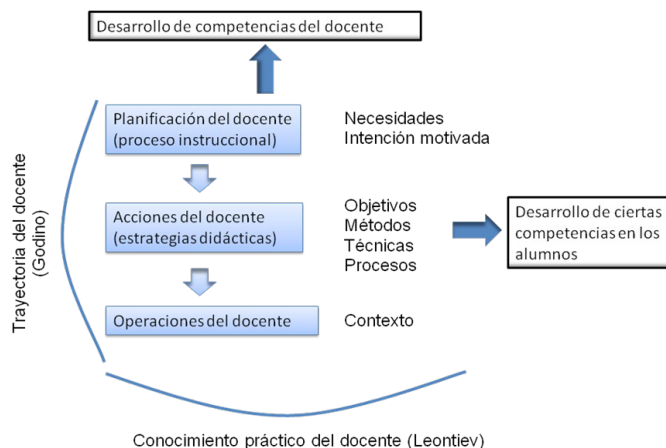 Desarrollo de competencias del docente
Planificación del docente
(proceso instruccional)
Necesidades
Intención motivada
Trayectoria del docente
(Godino)
Acciones del docente
(estrategias didácticas)
Objetivos
Métodos
Técnicas
Procesos
Desarrollo de ciertas
competencias en los
alumnos
Operaciones del docente
Contexto
Conocimiento práctico del docente (Leontiev)